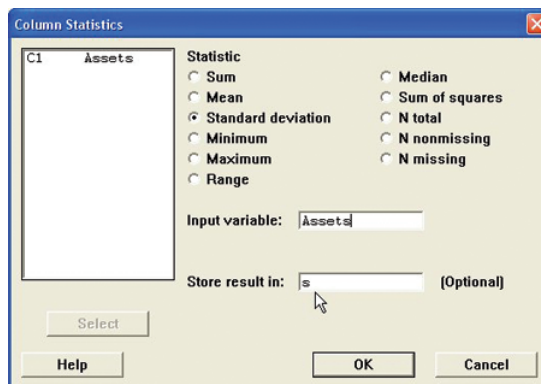 Column Statistics
C1 Assets
Statistic
Sum
Mean
Standard deviation
Minimum
Maximum
Range
Median
Sum of squares
N total
N nonmissing
N missing
Input variable: Assets
Store result in: s (Optional)
Select
Help OK Cancel